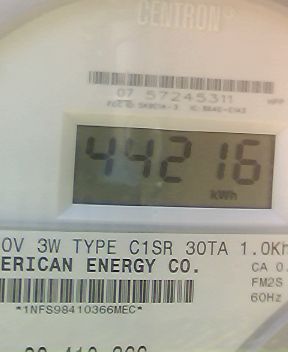 CENTRON®
07 57245311
44216
kWh
0V 3W TYPE C1SR 30TA 1.0Kh
ERICAN ENERGY CO.
CA 0.
FM2S
60Hz
*1NFS98410366MEC*